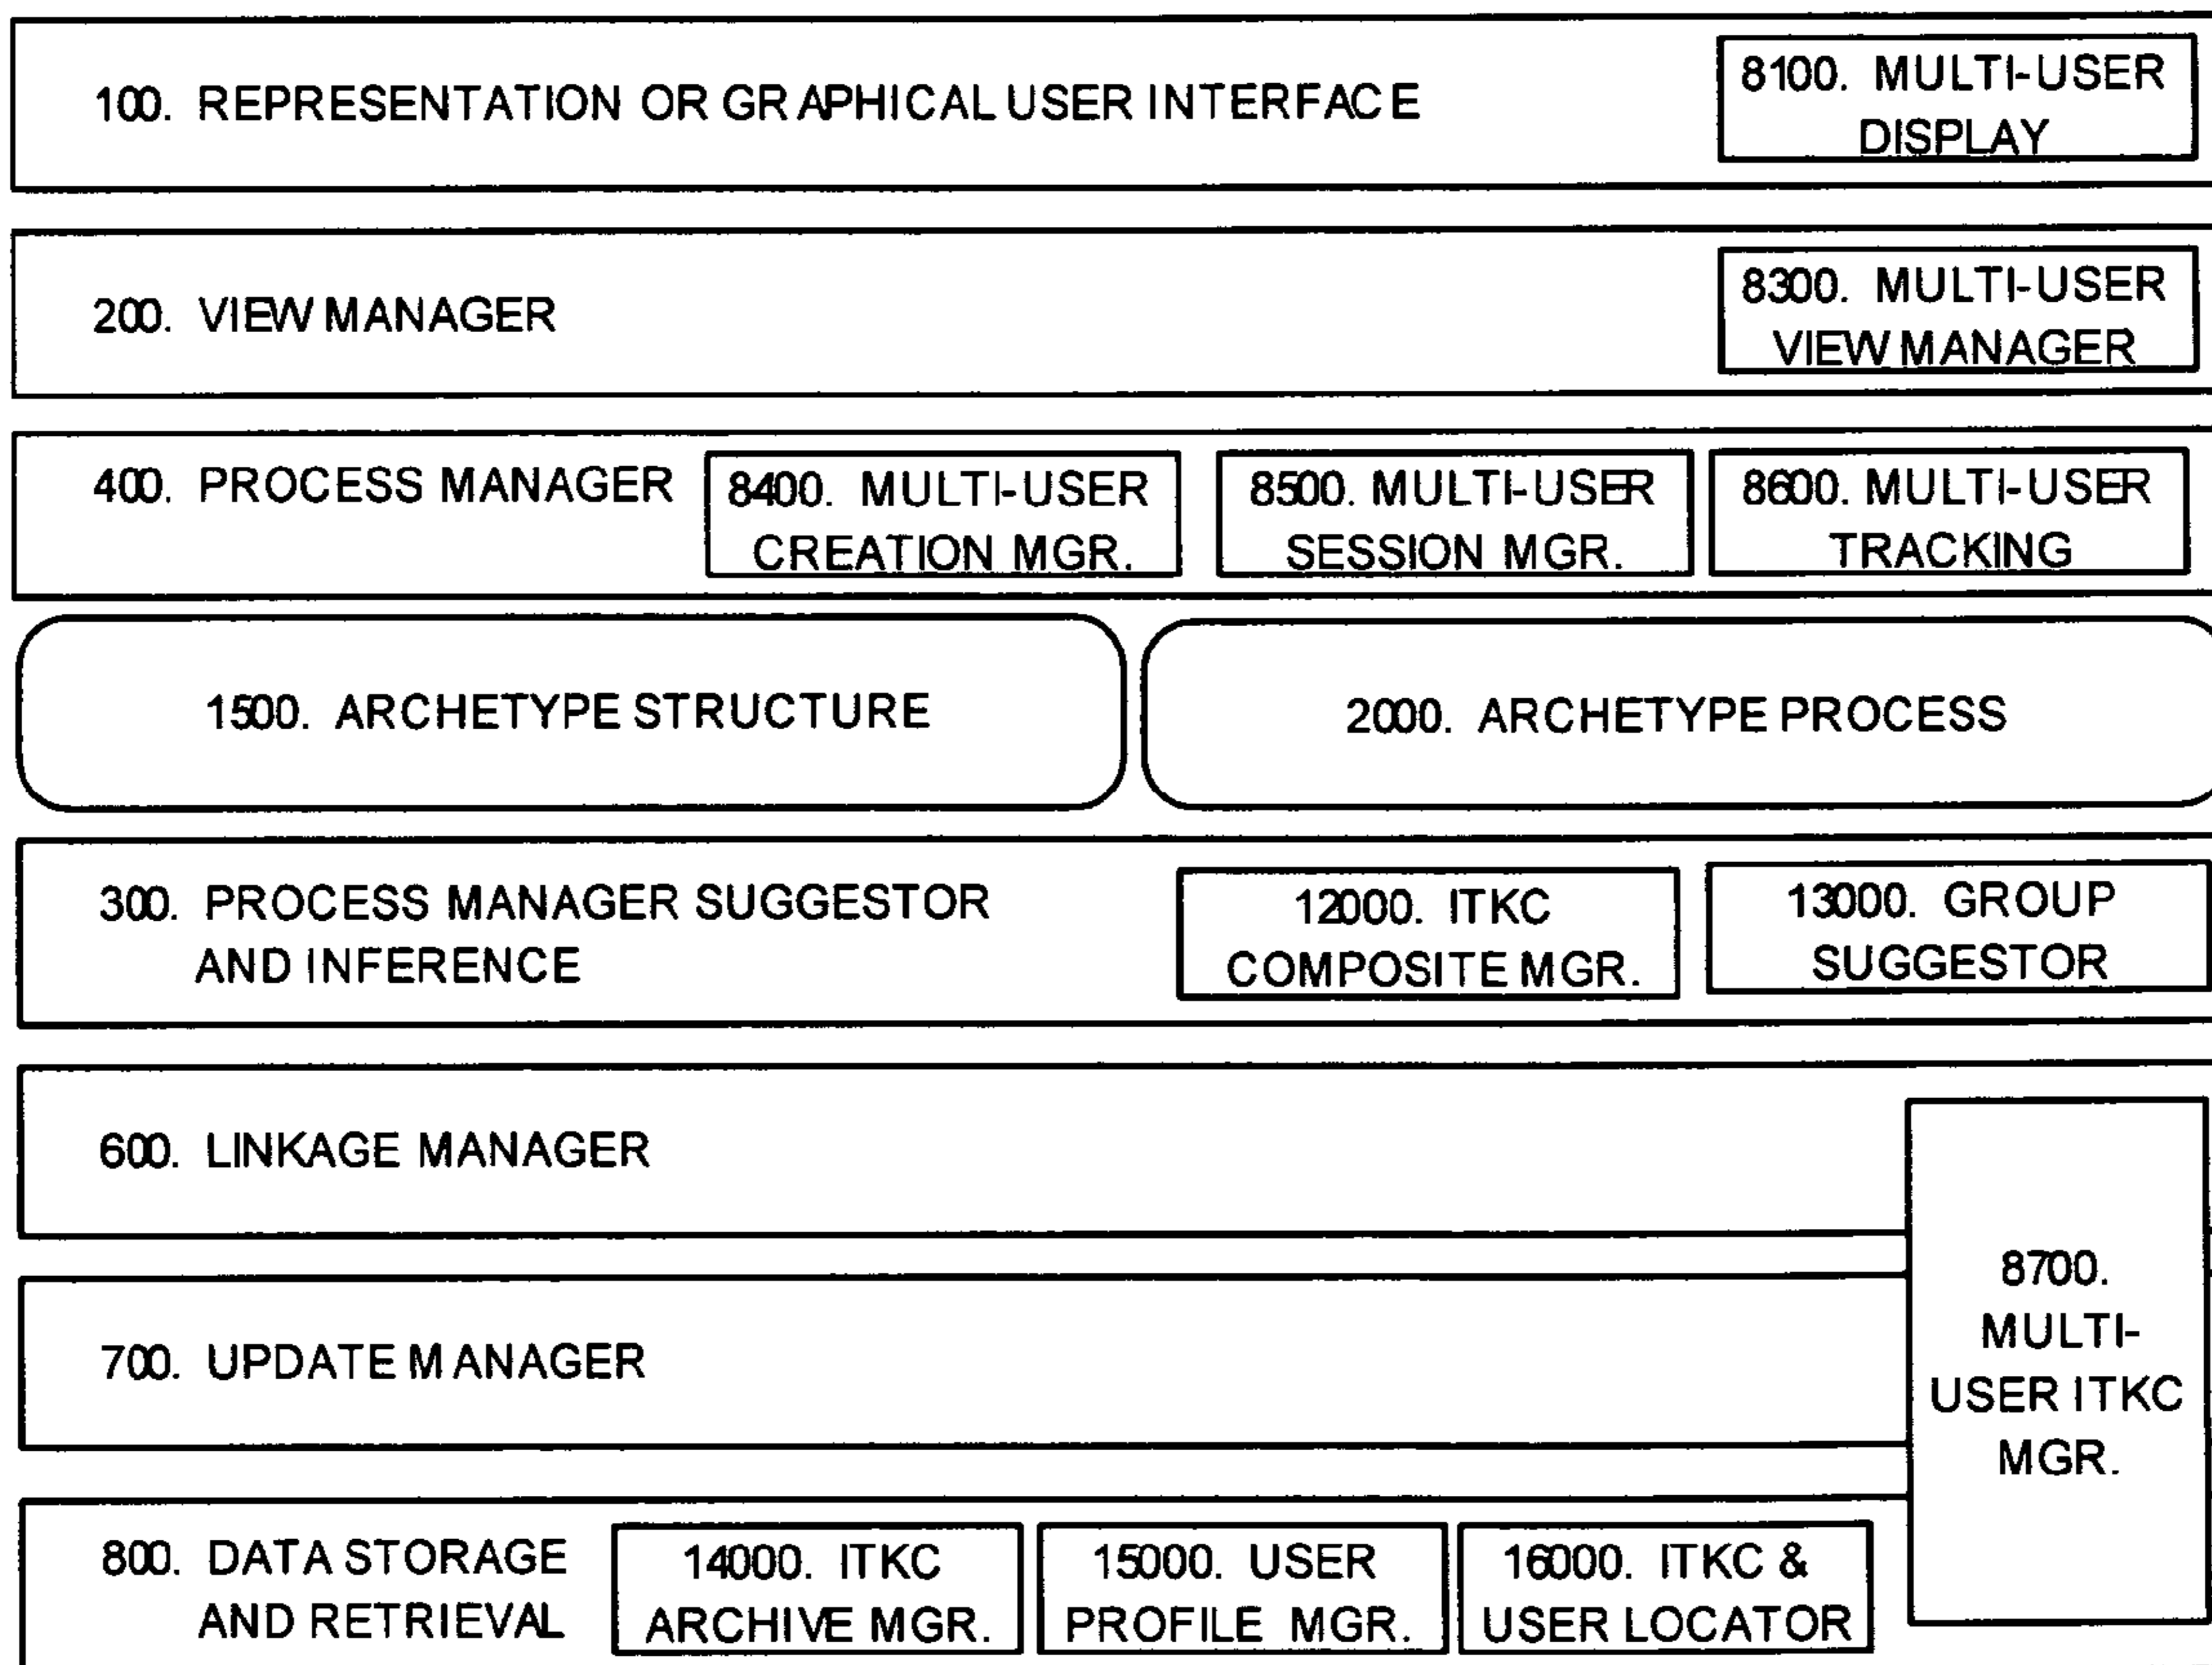 100. REPRESENTATION OR GRAPHICAL USER INTERFACE
8100. MULTI-USER
DISPLAY
200. VIEW MANAGER
8300. MULTI-USER
VIEW MANAGER
400. PROCESS MANAGER
8400. MULTI-USER
CREATION MGR.
8500. MULTI-USER
SESSION MGR.
8600. MULTI-USER
TRACKING
1500. ARCHETYPE STRUCTURE
2000. ARCHETYPE PROCESS
300. PROCESS MANAGER SUGGESTOR
AND INFERENCE
12000. ITKC
COMPOSITE MGR.
13000. GROUP
SUGGESTOR
600. LINKAGE MANAGER
700. UPDATE MANAGER
8700.
MULTI-
USER ITKC
MGR.
800. DATA STORAGE
AND RETRIEVAL
14000. ITKC
ARCHIVE MGR.
15000. USER
PROFILE MGR.
16000. ITKC &
USER LOCATOR